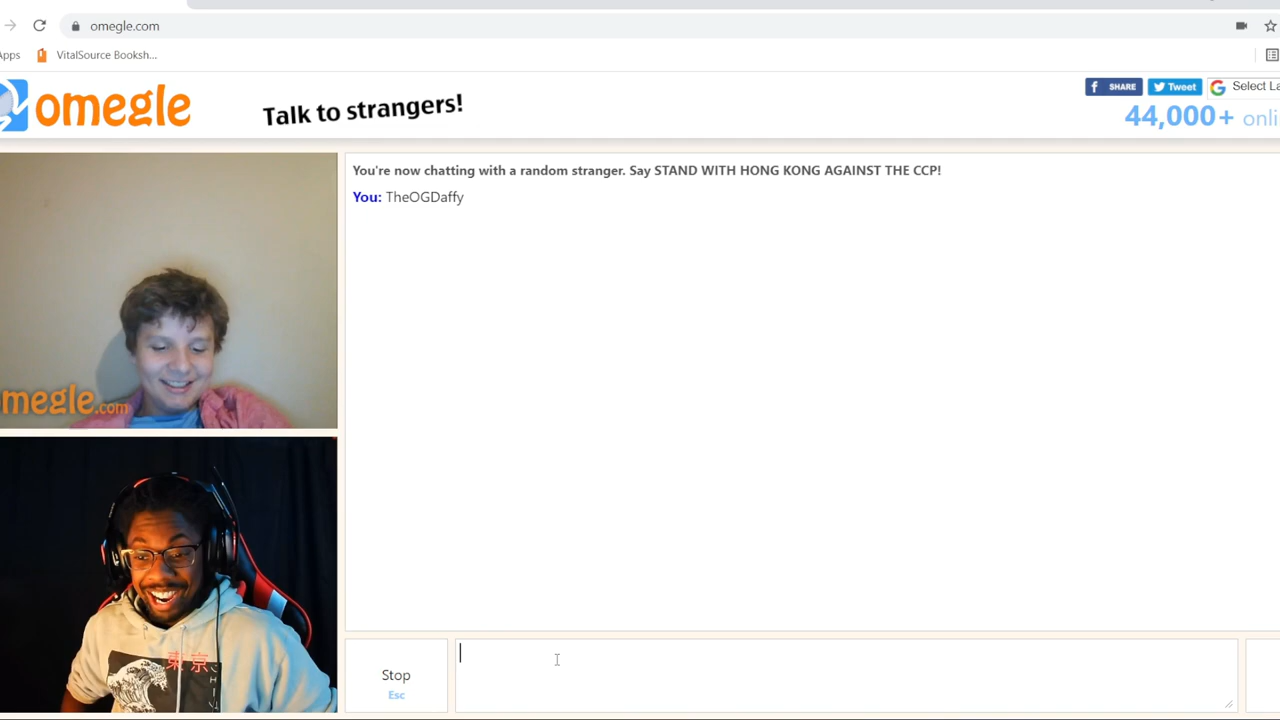 omegle.com
Apps
VitalSource Booksh...
omegle
Talk to strangers!
f SHARE
Tweet
G Select La
44,000+ onli
You're now chatting with a random stranger. Say STAND WITH HONG KONG AGAINST THE CCP!
You: TheOGDaffy
omegle.com
東京
Stop
Esc